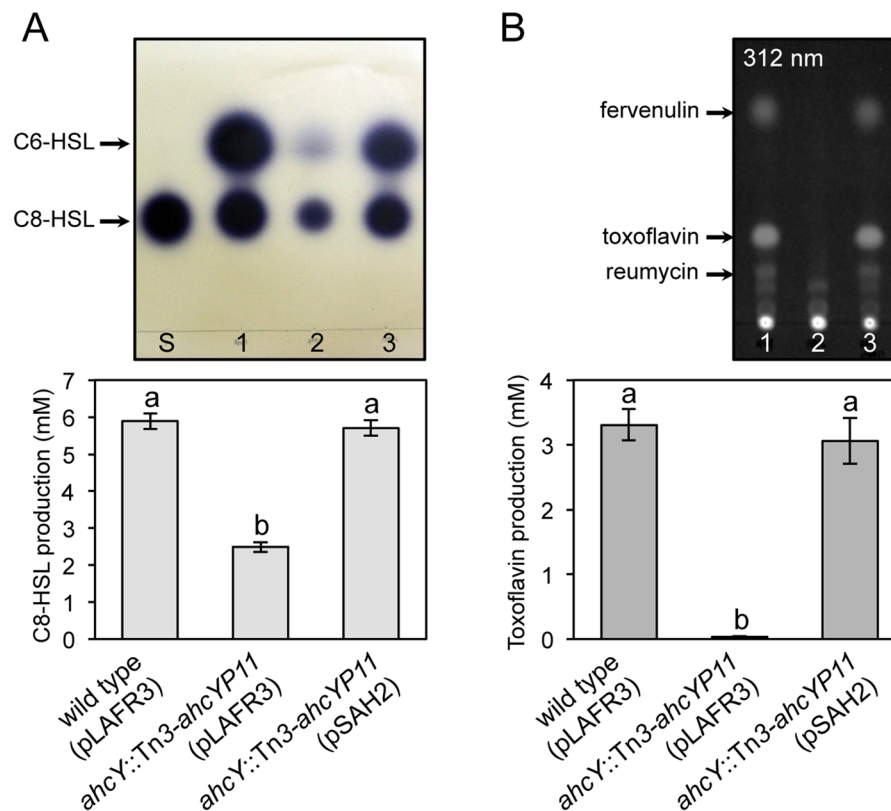 A
C6-HSL
C8-HSL
S 1 2 3
7
6
5
4
3
2
1
0
C8-HSL production (mM)
a
b
a
wild type
(pLAFR3)
ahcY::Tn3-ahcYP11
(pLAFR3)
ahcY::Tn3-ahcYP11
(pSAH2)
B
312 nm
fervenulin
toxoflavin
reumycin
1 2 3
4
3
2
1
0
Toxoflavin production (mM)
a
b
a
wild type
(pLAFR3)
ahcY::Tn3-ahcYP11
(pLAFR3)
ahcY::Tn3-ahcYP11
(pSAH2)